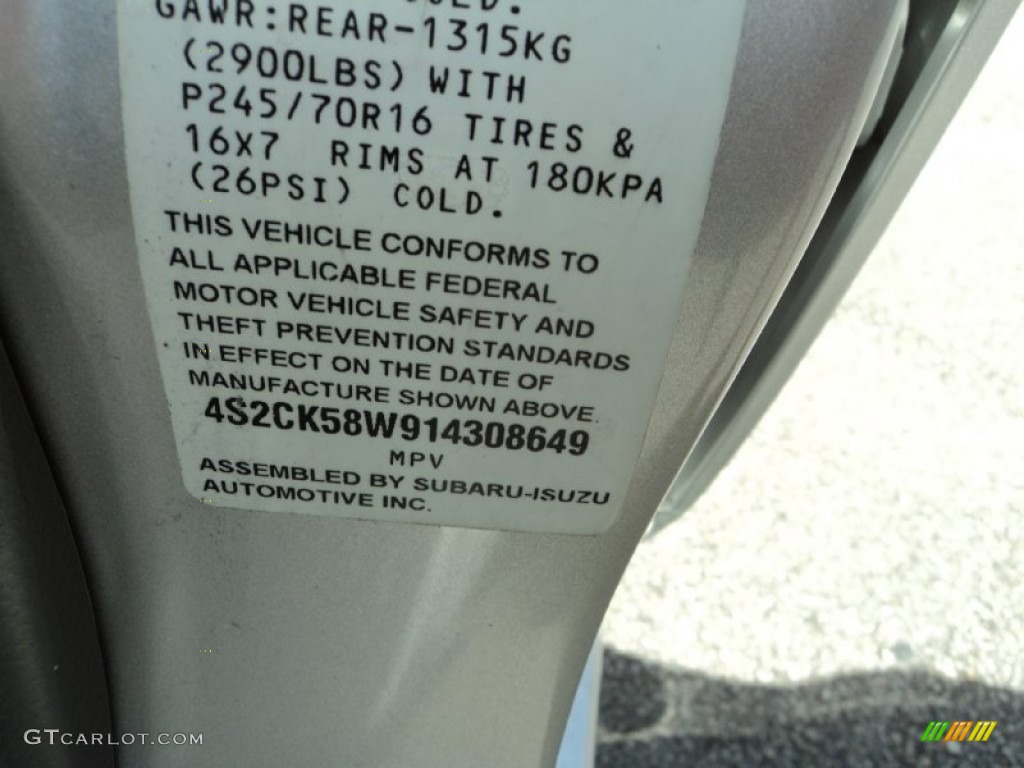 GAWR:REAR-1315KG
(2900LBS) WITH
P245/70R16 TIRES &
16X7 RIMS AT 180KPA
(26PSI) COLD.
THIS VEHICLE CONFORMS TO
ALL APPLICABLE FEDERAL
MOTOR VEHICLE SAFETY AND
THEFT PREVENTION STANDARDS
IN EFFECT ON THE DATE OF
MANUFACTURE SHOWN ABOVE.
4S2CK58W914308649
MPV
ASSEMBLED BY SUBARU-ISUZU
AUTOMOTIVE INC.
GTCARLOT.COM